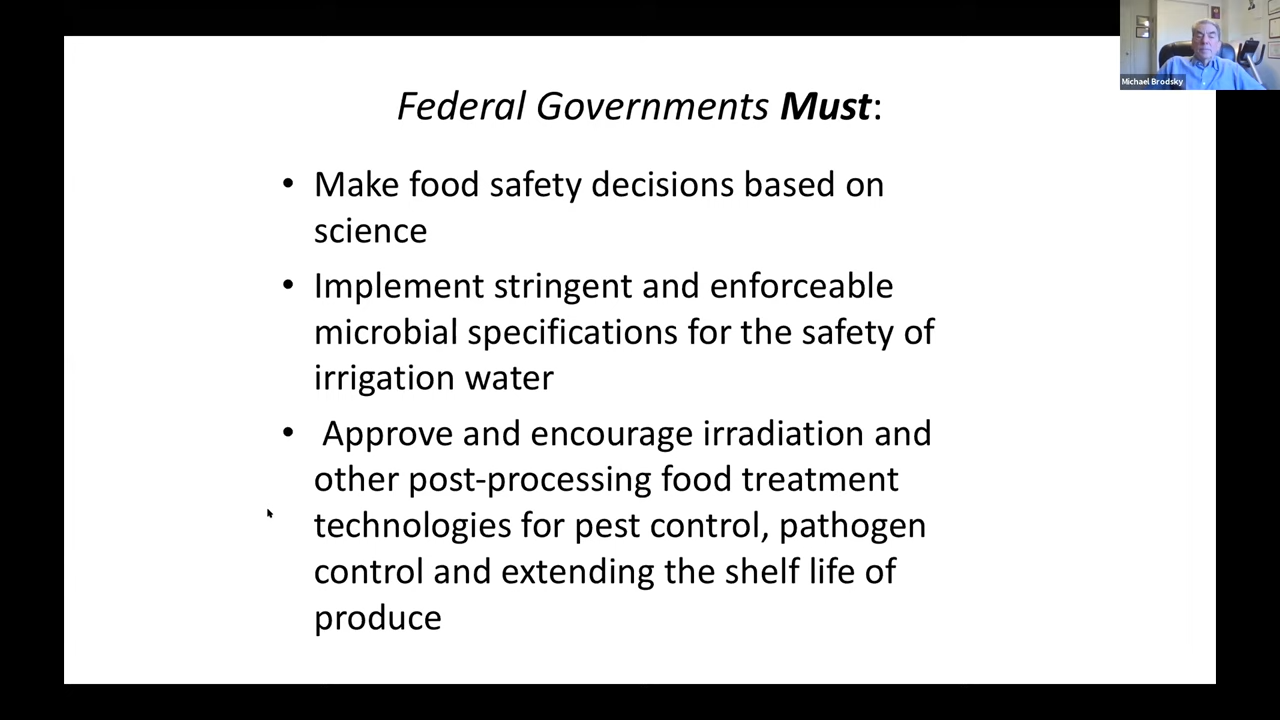 Michael Brodsky
Federal Governments Must:
• Make food safety decisions based on
science
• Implement stringent and enforceable
microbial specifications for the safety of
irrigation water
• Approve and encourage irradiation and
other post-processing food treatment
technologies for pest control, pathogen
control and extending the shelf life of
produce